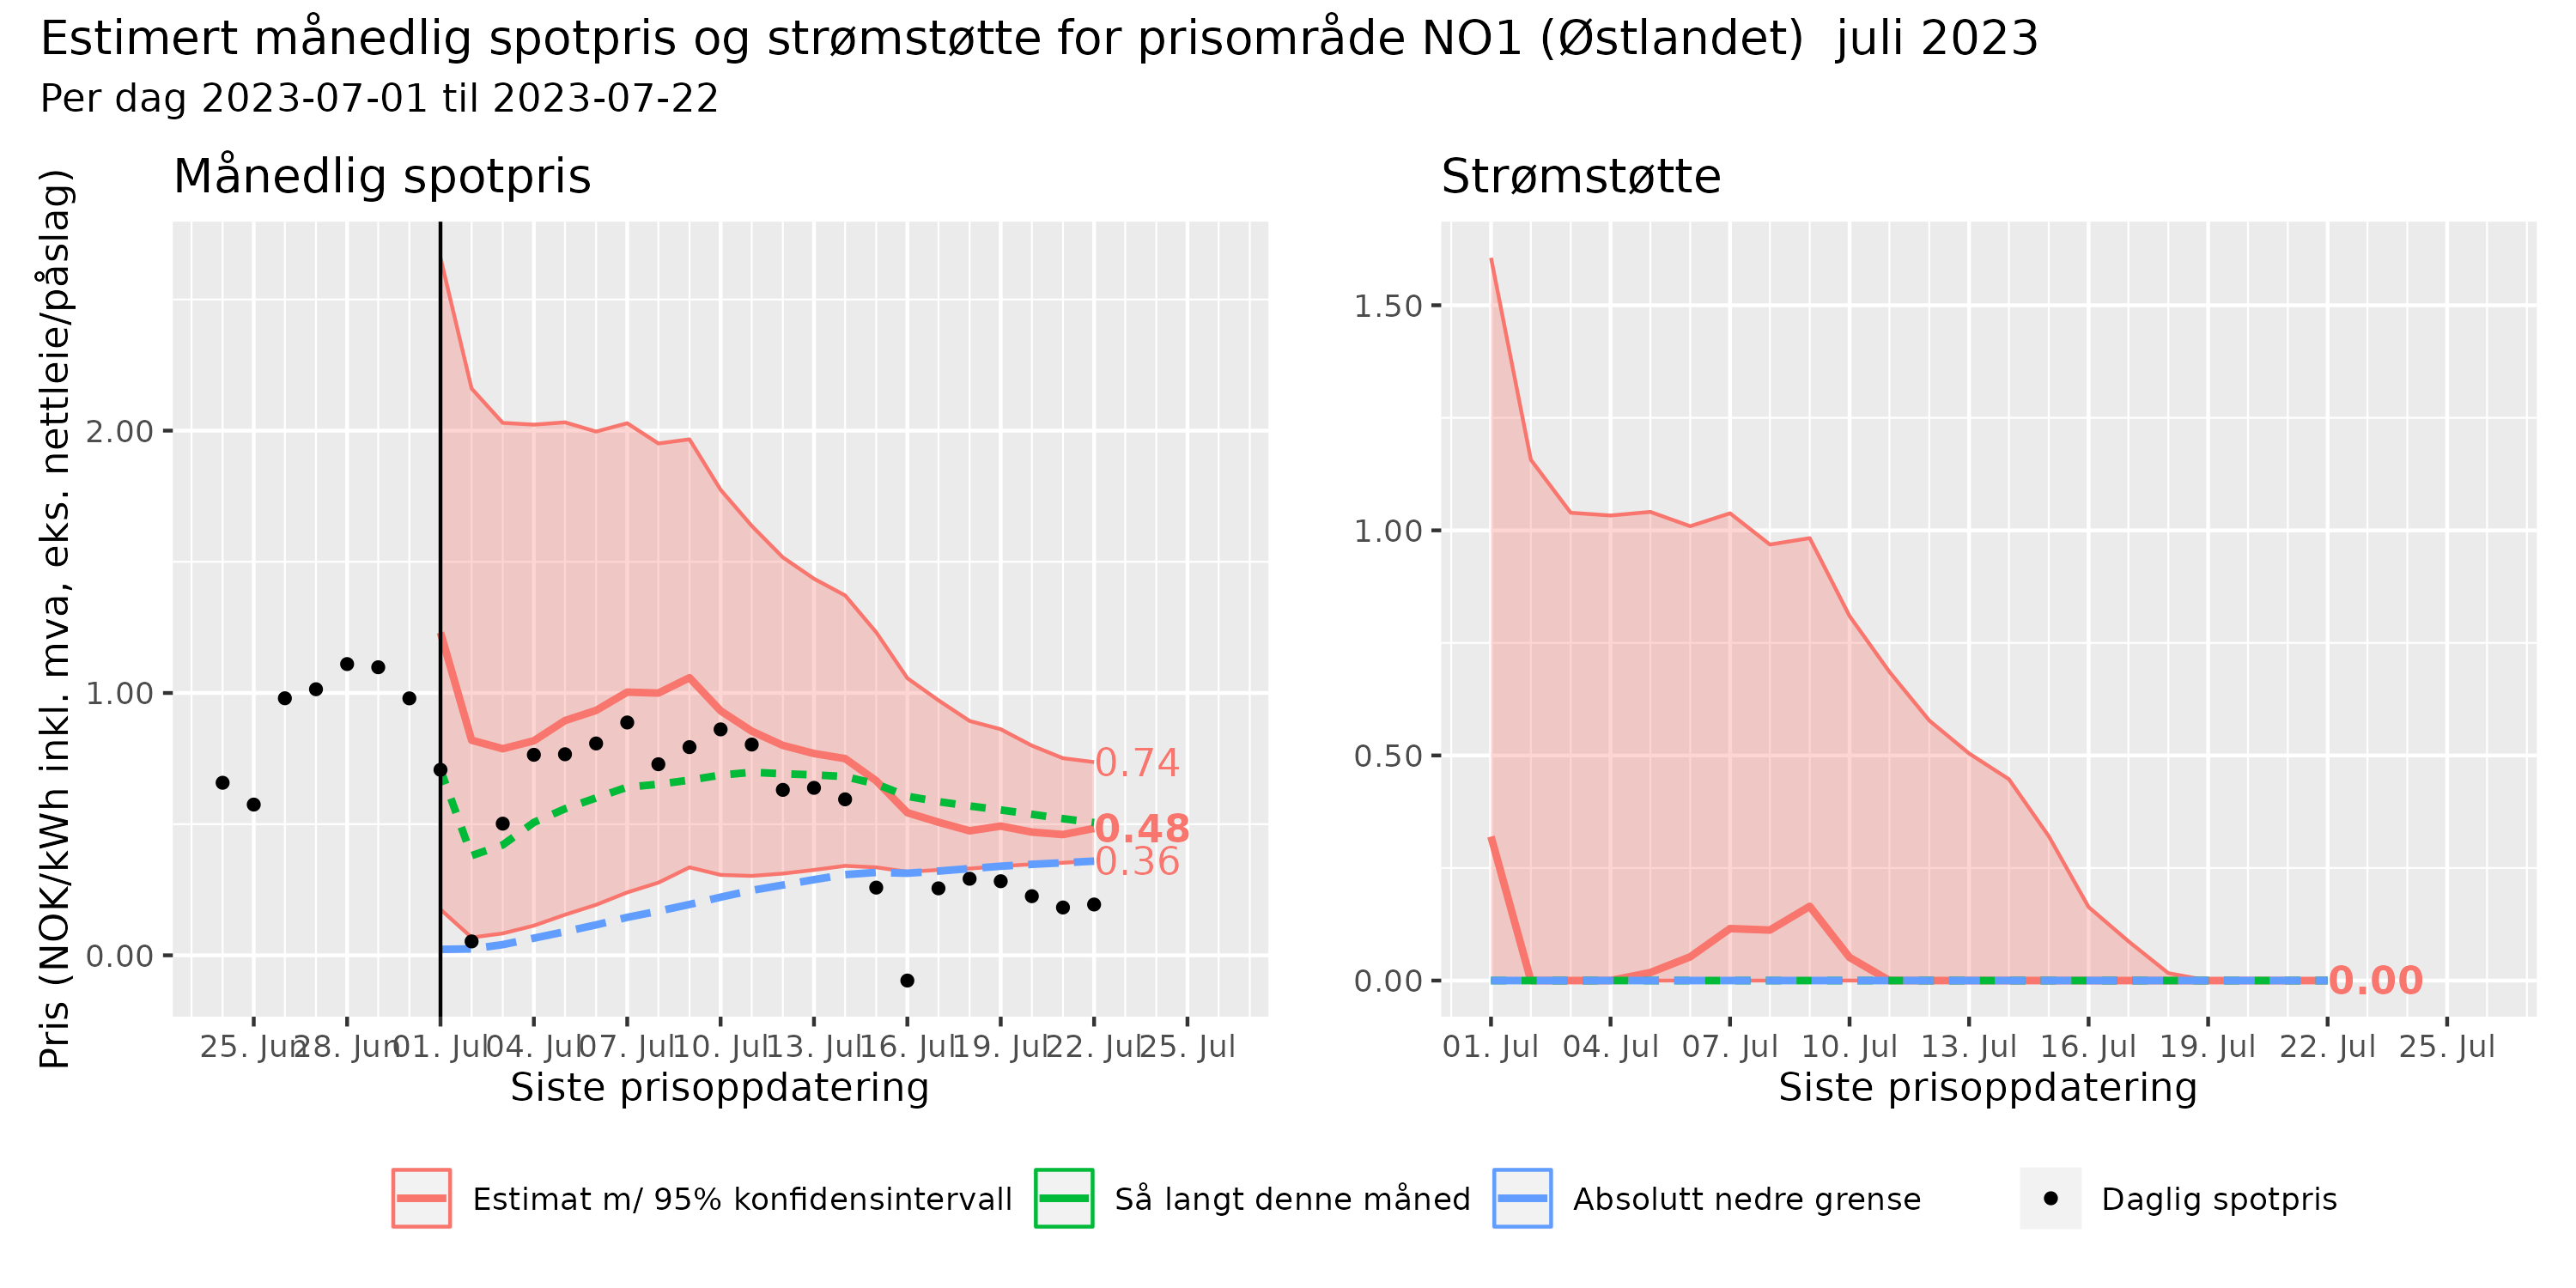 Estimert månedlig spotpris og strømstøtte for prisområde NO1 (Østlandet)  juli 2023
Per dag 2023-07-01 til 2023-07-22
Månedlig spotpris
Pris (NOK/kWh inkl. mva, eks. nettleie/påslag)
2.00
1.00
0.00
0.74
0.48
0.36
25. Jun 28. Jun 01. Jul 04. Jul 07. Jul 10. Jul 13. Jul 16. Jul 19. Jul 22. Jul 25. Jul
Siste prisoppdatering
Strømstøtte
1.50
1.00
0.50
0.00
0.00
01. Jul 04. Jul 07. Jul 10. Jul 13. Jul 16. Jul 19. Jul 22. Jul 25. Jul
Siste prisoppdatering
Estimat m/ 95% konfidensintervall Så langt denne måned Absolutt nedre grense Daglig spotpris